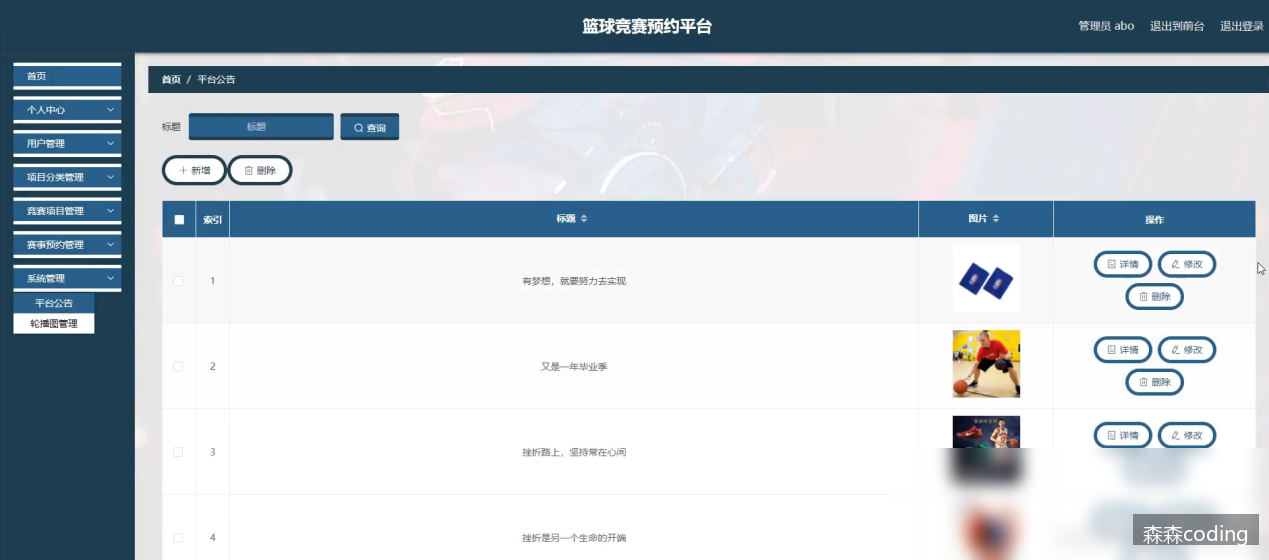 篮球竞赛预约平台
管理员 abo 退出到前台 退出登录
首页
个人中心
用户管理
项目分类管理
竞赛项目管理
赛事预约管理
系统管理
平台公告
轮播图管理
首页 / 平台公告
标题 标题 查询
新增 删除
索引 标题 图片 操作
1 有梦想，就要努力去实现 详情 修改
删除
2 又是一年毕业季 详情 修改
删除
3 挫折路上，坚持常在心间 详情 修改
4 挫折是另一个生命的开端
森森coding